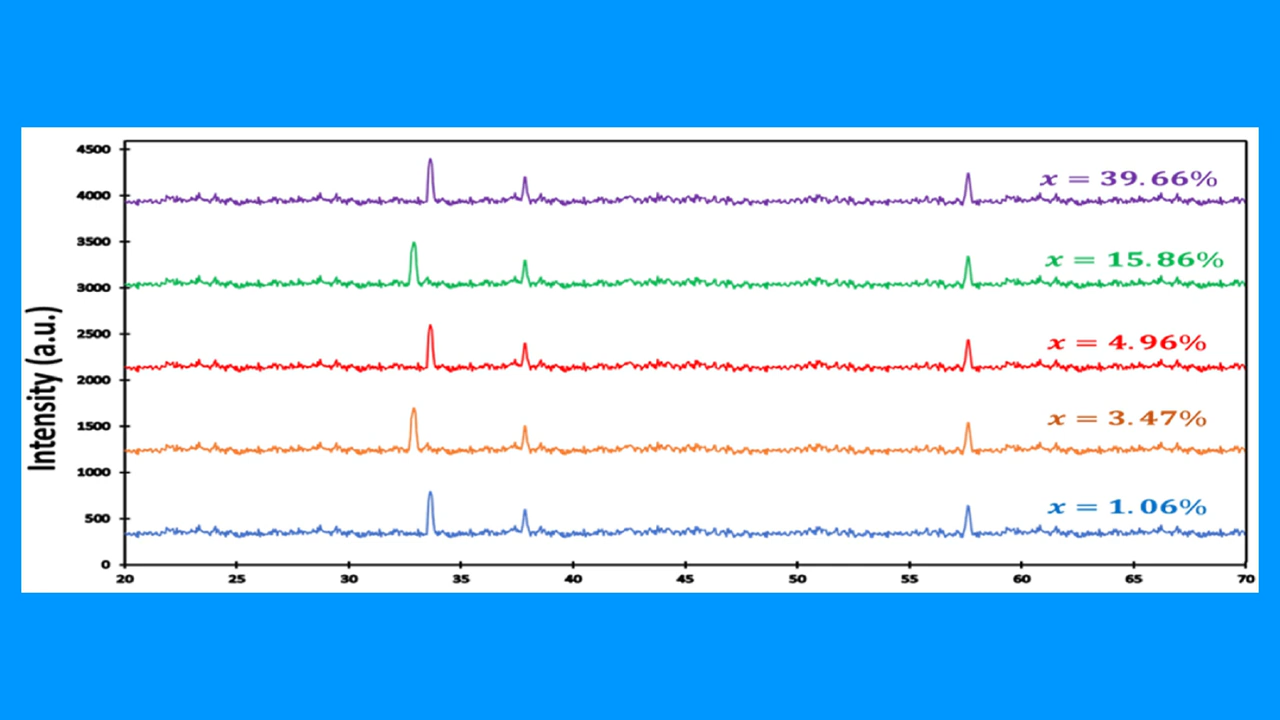 4500
4000
3500
3000
2500
2000
1500
1000
500
0
Intensity (a.u.)
x = 39.66%
x = 15.86%
x = 4.96%
x = 3.47%
x = 1.06%
20 25 30 35 40 45 50 55 60 65 70